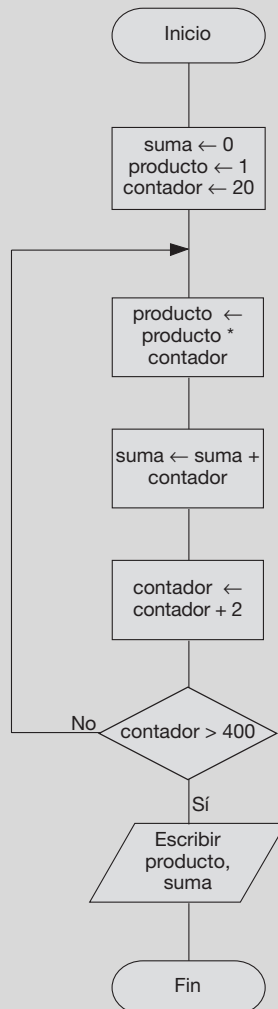 Inicio
suma ← 0
producto ← 1
contador ← 20
producto ←
producto *
contador
suma ← suma +
contador
contador ←
contador + 2
contador > 400
No
Sí
Escribir
producto,
suma
Fin